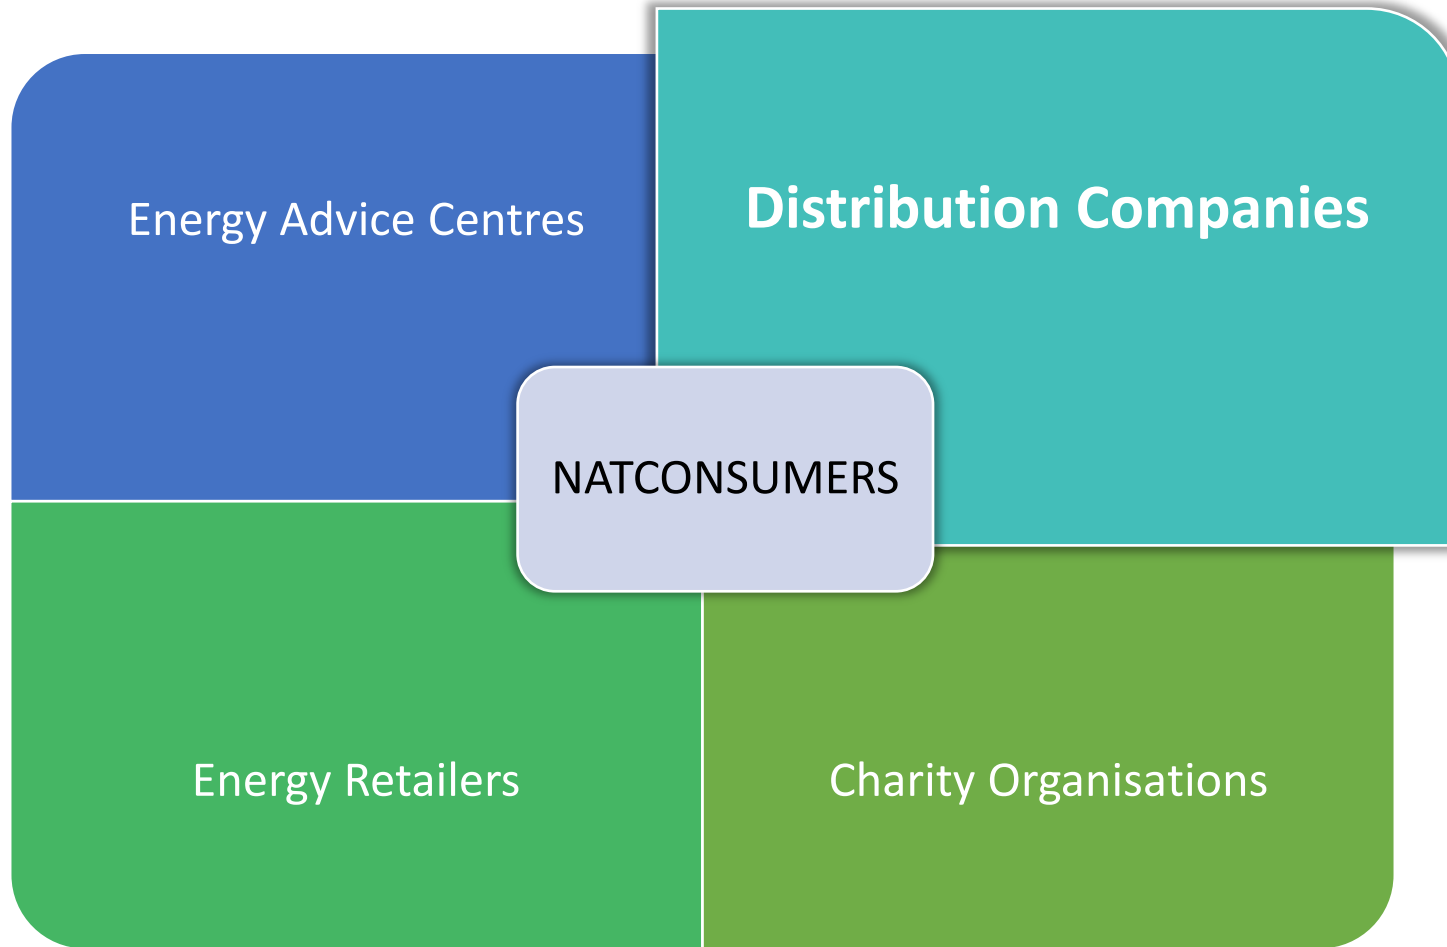 Energy Advice Centres
Distribution Companies
NATCONSUMERS
Energy Retailers
Charity Organisations